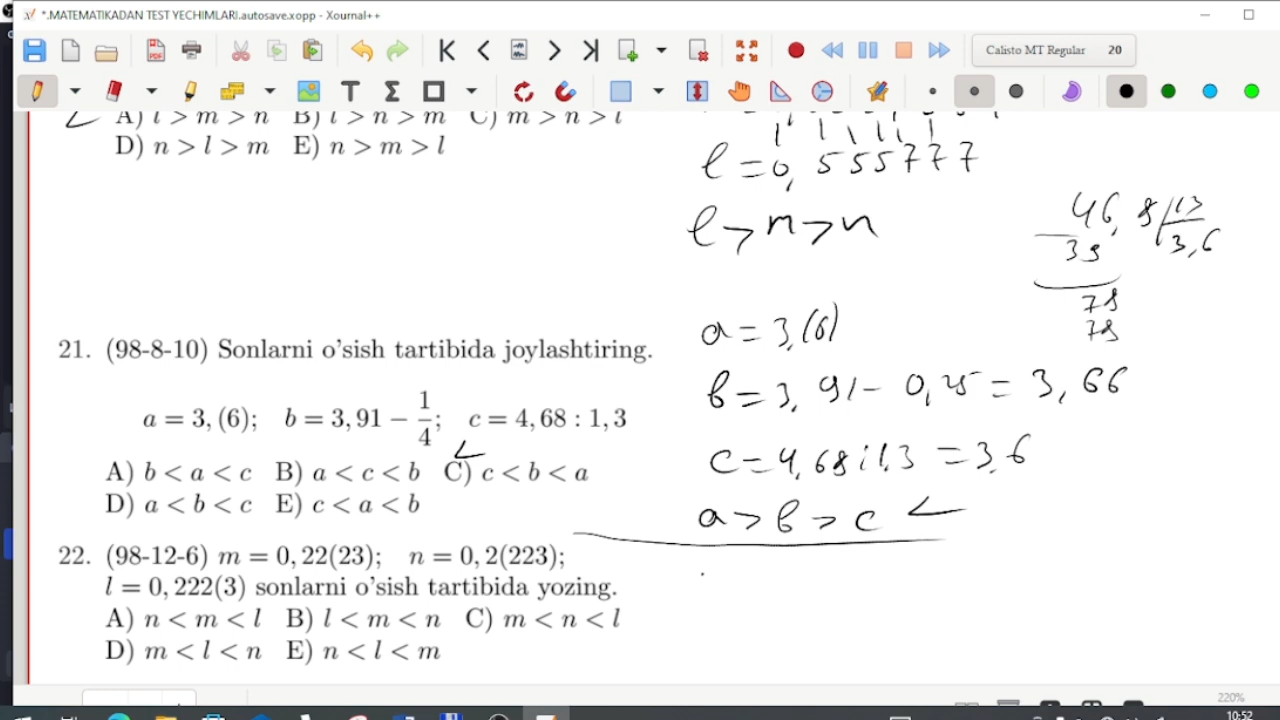 *.MATEMATIKADAN TEST YECHIMLARI.autosave.xopp - Xournal++
Calisto MT Regular 20
A) l > m > n B) l > n > m C) m > n > l
D) n > l > m E) n > m > l
l = 0,555777
l > m > n
46,8 | 13
39
3,6
78
78
21. (98-8-10) Sonlarni o'sish tartibida joylashtiring.
a = 3,(6); b = 3,91 − 1/4; c = 4,68 : 1,3
A) b < a < c B) a < c < b C) c < b < a
D) a < b < c E) c < a < b
a = 3,(6)
b = 3,91 − 0,25 = 3,66
c = 4,68 : 1,3 = 3,6
a > b > c
22. (98-12-6) m = 0,22(23); n = 0,2(223);
l = 0,222(3) sonlarni o'sish tartibida yozing.
A) n < m < l B) l < m < n C) m < n < l
D) m < l < n E) n < l < m
220%
10:52